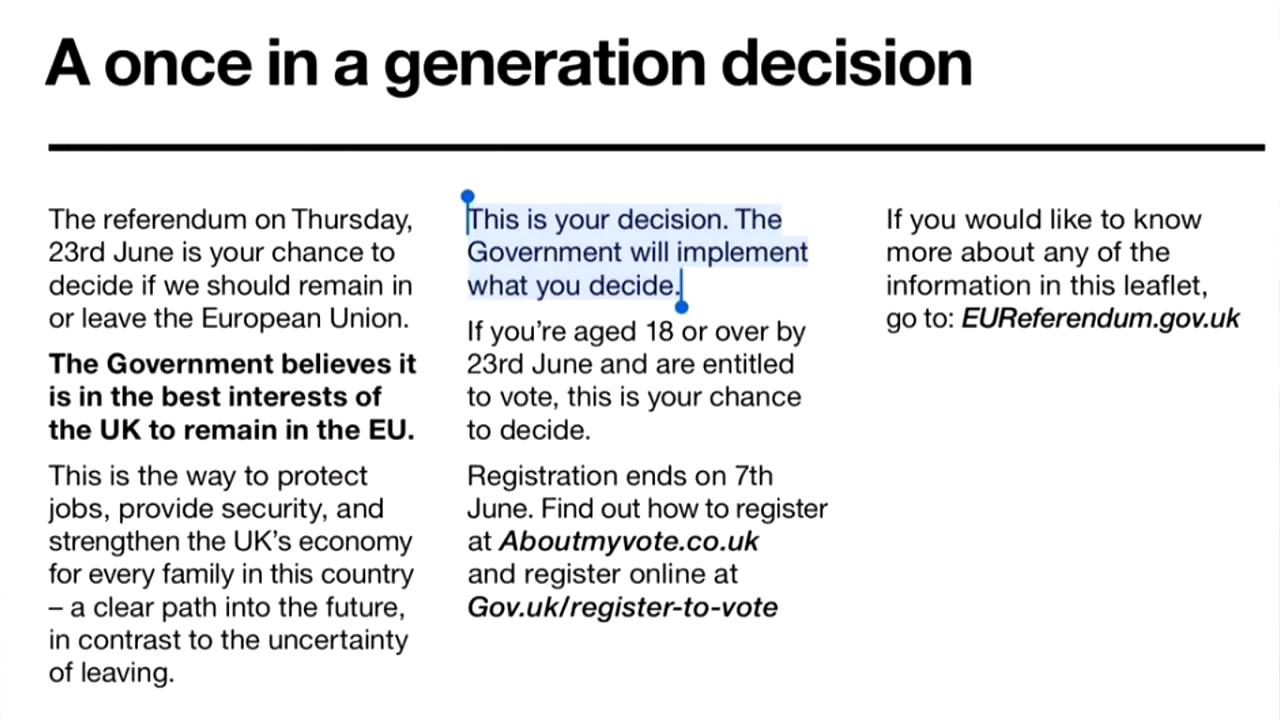 A once in a generation decision
The referendum on Thursday,
23rd June is your chance to
decide if we should remain in
or leave the European Union.
The Government believes it
is in the best interests of
the UK to remain in the EU.
This is the way to protect
jobs, provide security, and
strengthen the UK’s economy
for every family in this country
– a clear path into the future,
in contrast to the uncertainty
of leaving.
This is your decision. The
Government will implement
what you decide.
If you’re aged 18 or over by
23rd June and are entitled
to vote, this is your chance
to decide.
Registration ends on 7th
June. Find out how to register
at Aboutmyvote.co.uk
and register online at
Gov.uk/register-to-vote
If you would like to know
more about any of the
information in this leaflet,
go to: EUReferendum.gov.uk